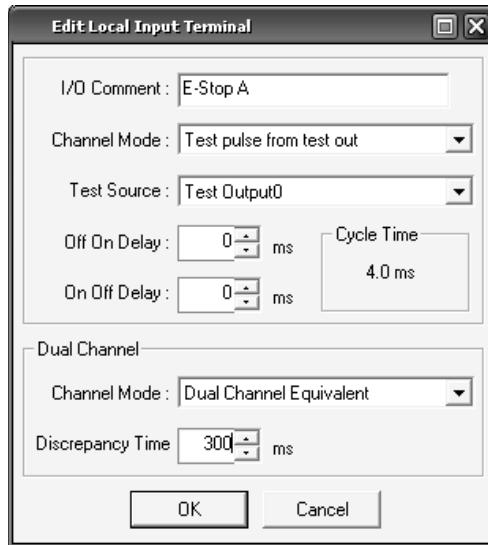 Edit Local Input Terminal
I/O Comment : E-Stop A
Channel Mode : Test pulse from test out
Test Source : Test Output0
Off On Delay : 0 ms
Cycle Time
4.0 ms
On Off Delay : 0 ms
Dual Channel
Channel Mode : Dual Channel Equivalent
Discrepancy Time 300 ms
OK Cancel